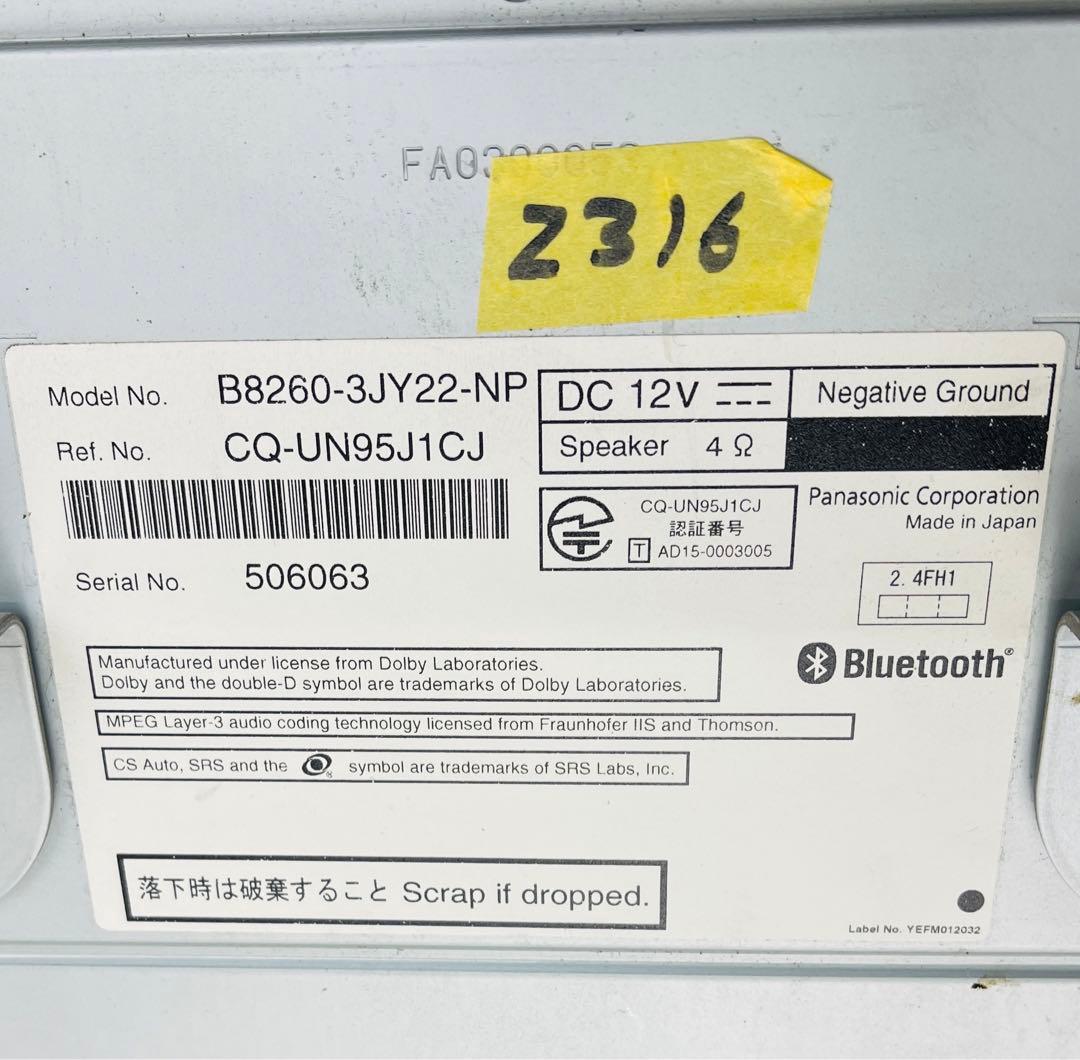 FA0300050
Z316
Model No. B8260-3JY22-NP
DC 12V
Negative Ground
Ref. No. CQ-UN95J1CJ
Speaker 4 Ω
CQ-UN95J1CJ
認証番号
T AD15-0003005
Panasonic Corporation
Made in Japan
Serial No. 506063
2.4FH1
Manufactured under license from Dolby Laboratories.
Dolby and the double-D symbol are trademarks of Dolby Laboratories.
Bluetooth®
MPEG Layer-3 audio coding technology licensed from Fraunhofer IIS and Thomson.
CS Auto, SRS and the ® symbol are trademarks of SRS Labs, Inc.
落下時は破棄すること Scrap if dropped.
Label No. YEFM012032